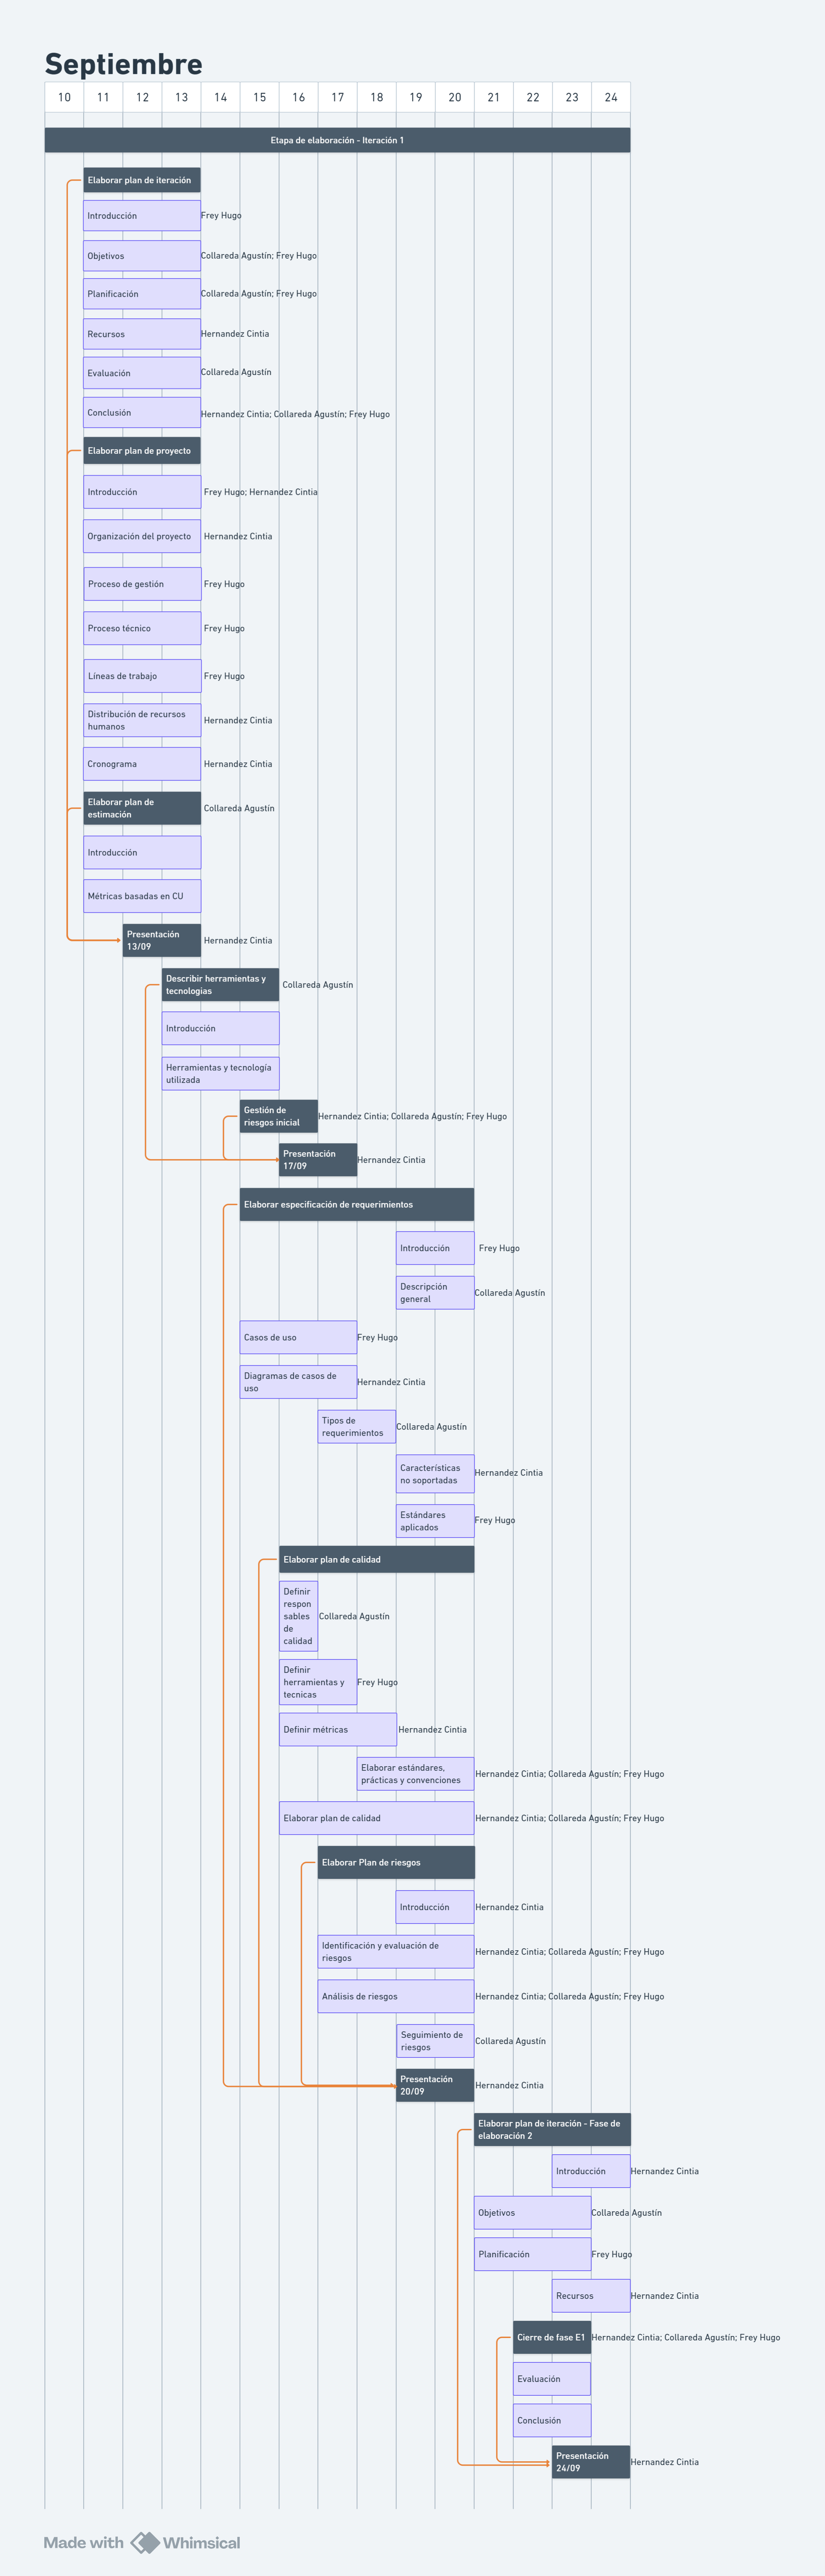 Septiembre
10 11 12 13 14 15 16 17 18 19 20 21 22 23 24
Etapa de elaboración - Iteración 1
Elaborar plan de iteración
Introducción
Frey Hugo
Objetivos
Collareda Agustín; Frey Hugo
Planificación
Collareda Agustín; Frey Hugo
Recursos
Hernandez Cintia
Evaluación
Collareda Agustín
Conclusión
Hernandez Cintia; Collareda Agustín; Frey Hugo
Elaborar plan de proyecto
Introducción
Frey Hugo; Hernandez Cintia
Organización del proyecto
Hernandez Cintia
Proceso de gestión
Frey Hugo
Proceso técnico
Frey Hugo
Líneas de trabajo
Frey Hugo
Distribución de recursos
humanos
Hernandez Cintia
Cronograma
Hernandez Cintia
Elaborar plan de
estimación
Collareda Agustín
Introducción
Métricas basadas en CU
Presentación
13/09
Hernandez Cintia
Describir herramientas y
tecnologías
Collareda Agustín
Introducción
Herramientas y tecnología
utilizada
Gestión de
riesgos inicial
Hernandez Cintia; Collareda Agustín; Frey Hugo
Presentación
17/09
Hernandez Cintia
Elaborar especificación de requerimientos
Introducción
Frey Hugo
Descripción
general
Collareda Agustín
Casos de uso
Frey Hugo
Diagramas de casos de
uso
Hernandez Cintia
Tipos de
requerimientos
Collareda Agustín
Características
no soportadas
Hernandez Cintia
Estándares
aplicados
Frey Hugo
Elaborar plan de calidad
Definir
respon
sables
de
calidad
Collareda Agustín
Definir
herramientas y
tecnicas
Frey Hugo
Definir métricas
Hernandez Cintia
Elaborar estándares,
prácticas y convenciones
Hernandez Cintia; Collareda Agustín; Frey Hugo
Elaborar plan de calidad
Hernandez Cintia; Collareda Agustín; Frey Hugo
Elaborar Plan de riesgos
Introducción
Hernandez Cintia
Identificación y evaluación de
riesgos
Hernandez Cintia; Collareda Agustín; Frey Hugo
Análisis de riesgos
Hernandez Cintia; Collareda Agustín; Frey Hugo
Seguimiento de
riesgos
Collareda Agustín
Presentación
20/09
Hernandez Cintia
Elaborar plan de iteración - Fase de
elaboración 2
Introducción
Hernandez Cintia
Objetivos
Collareda Agustín
Planificación
Frey Hugo
Recursos
Hernandez Cintia
Cierre de fase E1
Hernandez Cintia; Collareda Agustín; Frey Hugo
Evaluación
Conclusión
Presentación
24/09
Hernandez Cintia
Made with Whimsical